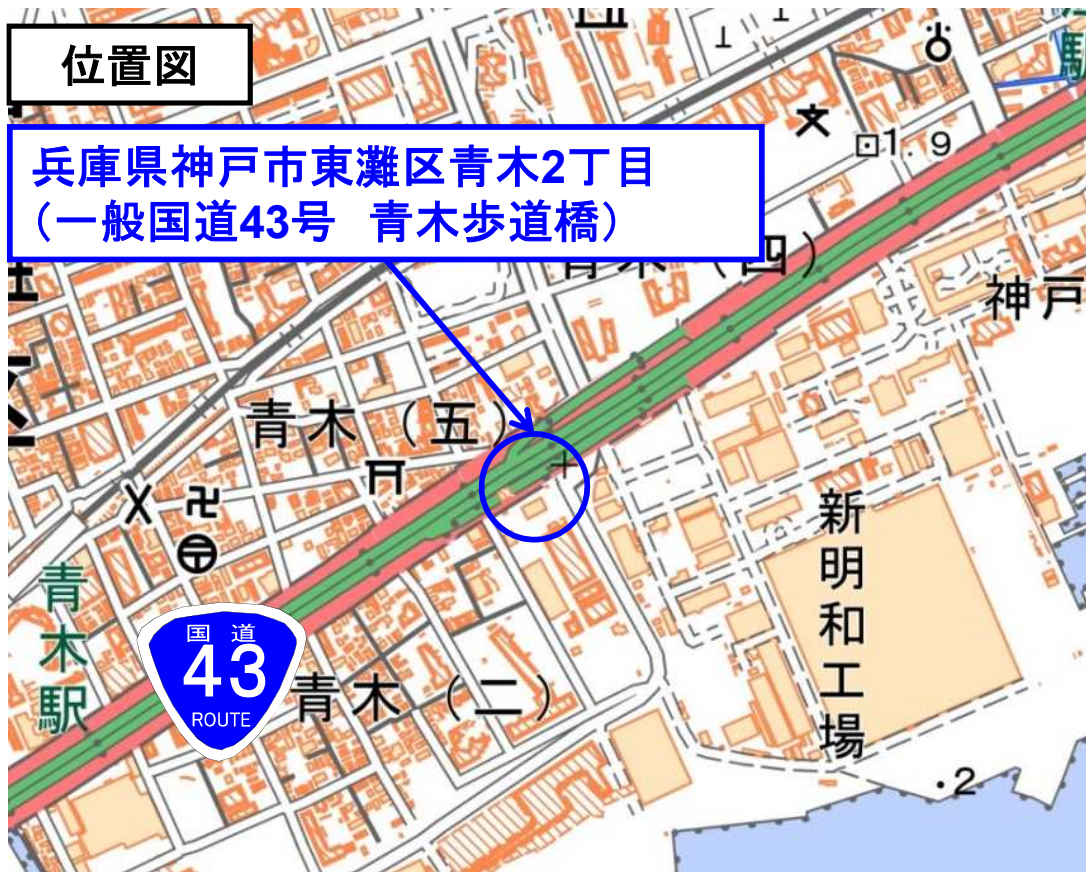 位置図
兵庫県神戸市東灘区青木2丁目
（一般国道43号　青木歩道橋）
1.9
青木（四）
神戸
青木（五）
新明和工場
青木駅
国道
43
ROUTE
青木（二）
・2
駅